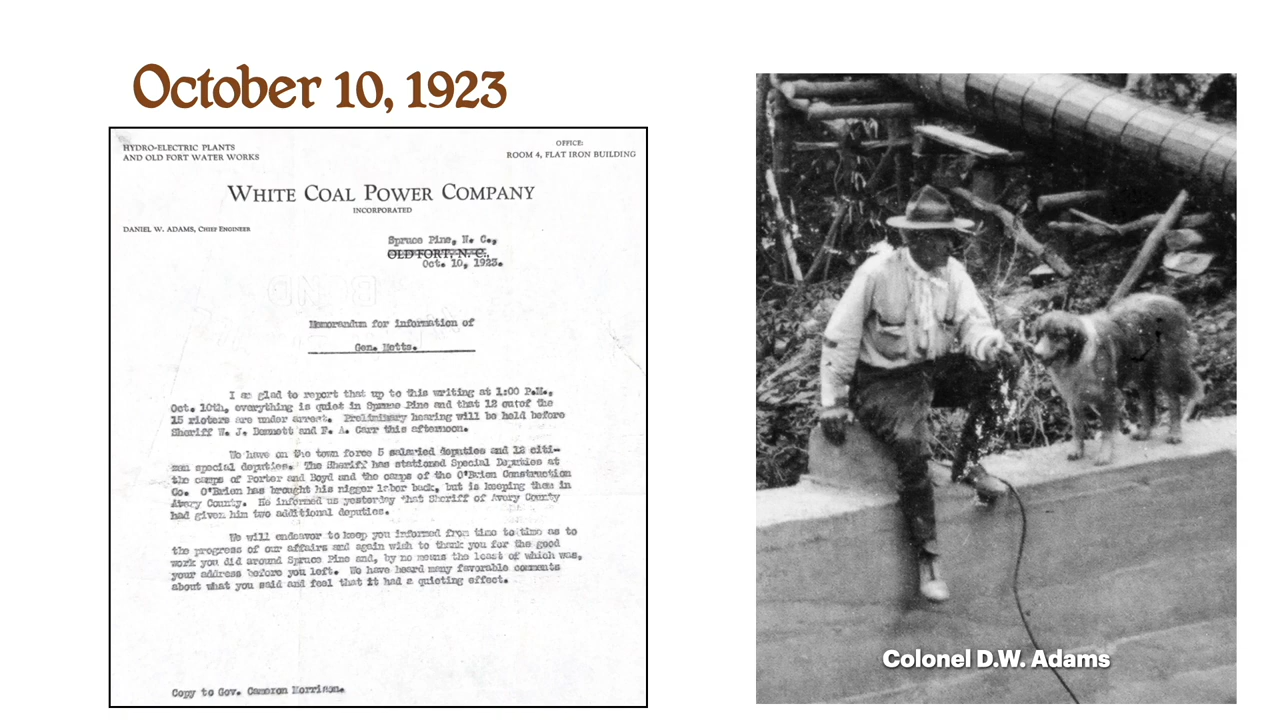 October 10, 1923
HYDRO-ELECTRIC PLANTS
AND OLD FORT WATER WORKS
OFFICE:
ROOM 4, FLAT IRON BUILDING
WHITE COAL POWER COMPANY
INCORPORATED
DANIEL W. ADAMS, CHIEF ENGINEER
Spruce Pine, N. C.,
OLD FORT, N. C.,
Oct. 10, 1923.
Memorandum for information of
Gen. Metts.
I am glad to report that up to this writing at 1:00 P.M.,
Oct. 10th, everything is quiet in Spruce Pine and that 12 out of the
15 rioters are under arrest. Preliminary hearing will be held before
Sheriff W. J. Bennett and F. A. Carr this afternoon.
We have on the town force 5 salaried deputies and 12 citi-
zen special deputies. The Sheriff has stationed Special Deputies at
the camps of Porter and Boyd and the camps of the O'Brien Construction
Co. O'Brien has brought his nigger labor back, but is keeping them in
Avery County. He informed us yesterday that Sheriff of Avery County
had given him two additional deputies.
We will endeavor to keep you informed from time to time as to
the progress of our affairs and again wish to thank you for the good
work you did around Spruce Pine and, by no means the least of which was,
your address before you left. We have heard many favorable comments
about what you said and feel that it had a quieting effect.
Copy to Gov. Cameron Morrison.
Colonel D.W. Adams